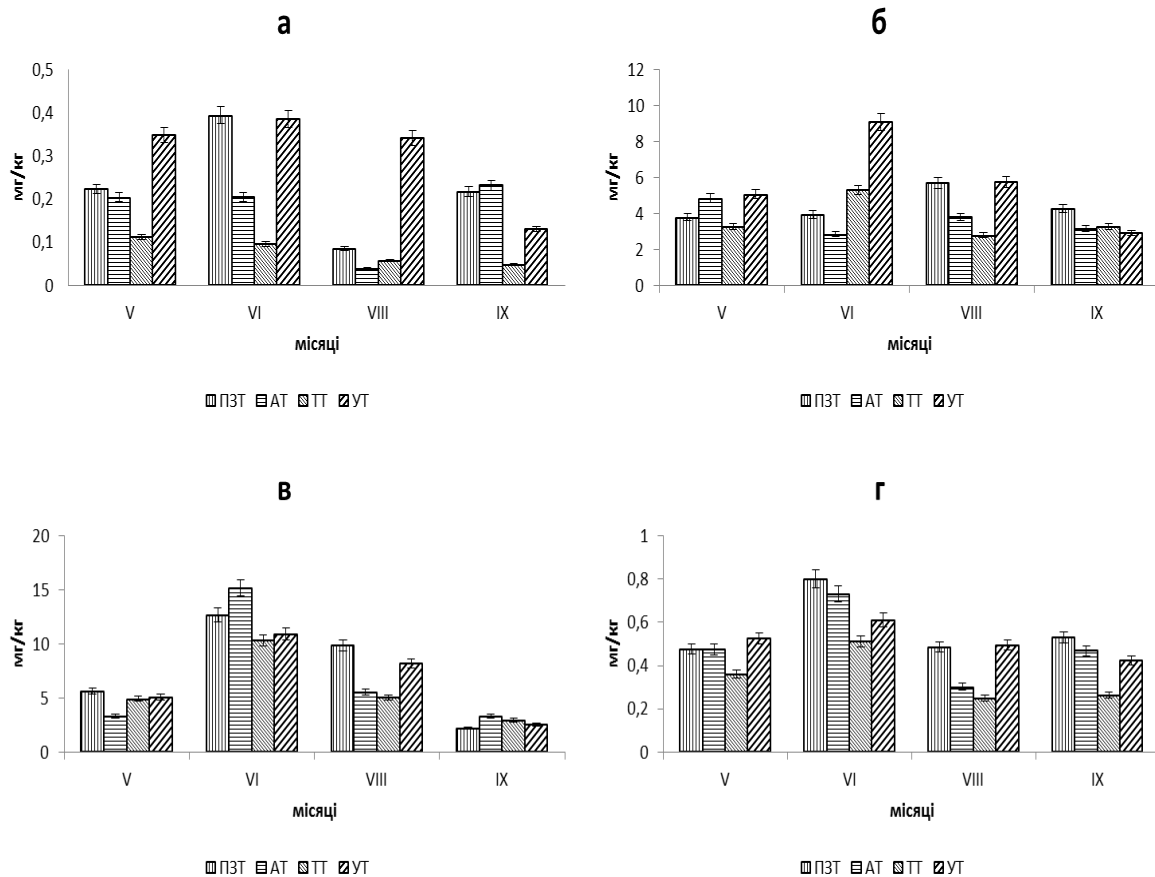 а
мг/кг
0,5
0,4
0,3
0,2
0,1
0
V VI VIII IX
місяці
ПЗТ АТ ТТ УТ
б
мг/кг
12
10
8
6
4
2
0
V VI VIII IX
місяці
ПЗТ АТ ТТ УТ
в
мг/кг
20
15
10
5
0
V VI VIII IX
місяці
ПЗТ АТ ТТ УТ
г
мг/кг
1
0,8
0,6
0,4
0,2
0
V VI VIII IX
місяці
ПЗТ АТ ТТ УТ